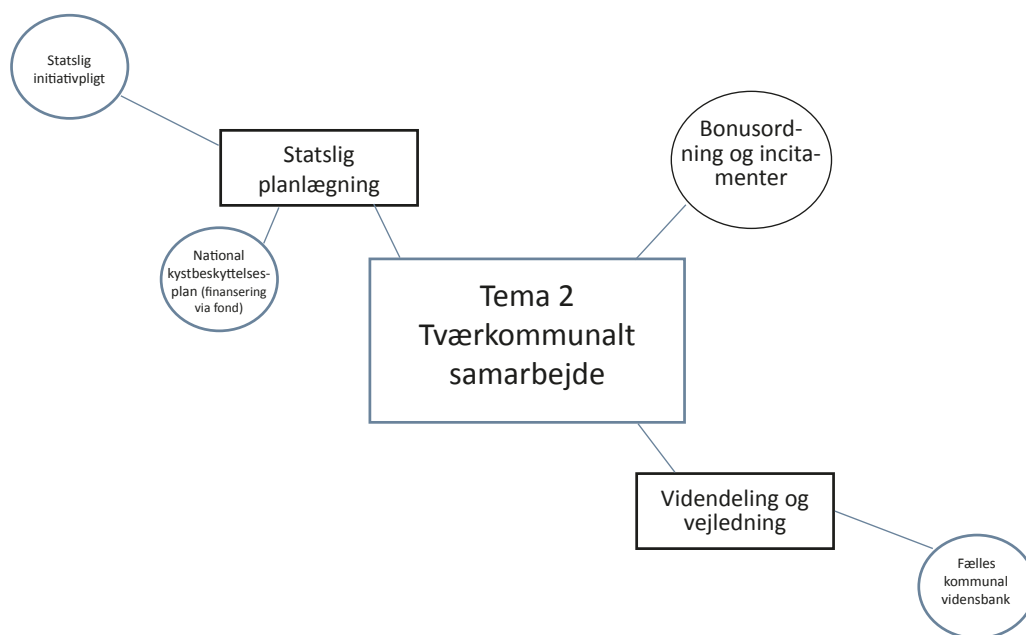 Statslig
initiativpligt
Statslig
planlægning
National
kystbeskyttelses-
plan (finansering
via fond)
Bonusord-
ning og incita-
menter
Tema 2
Tværkommunalt
samarbejde
Videndeling og
vejledning
Fælles
kommunal
vidensbank